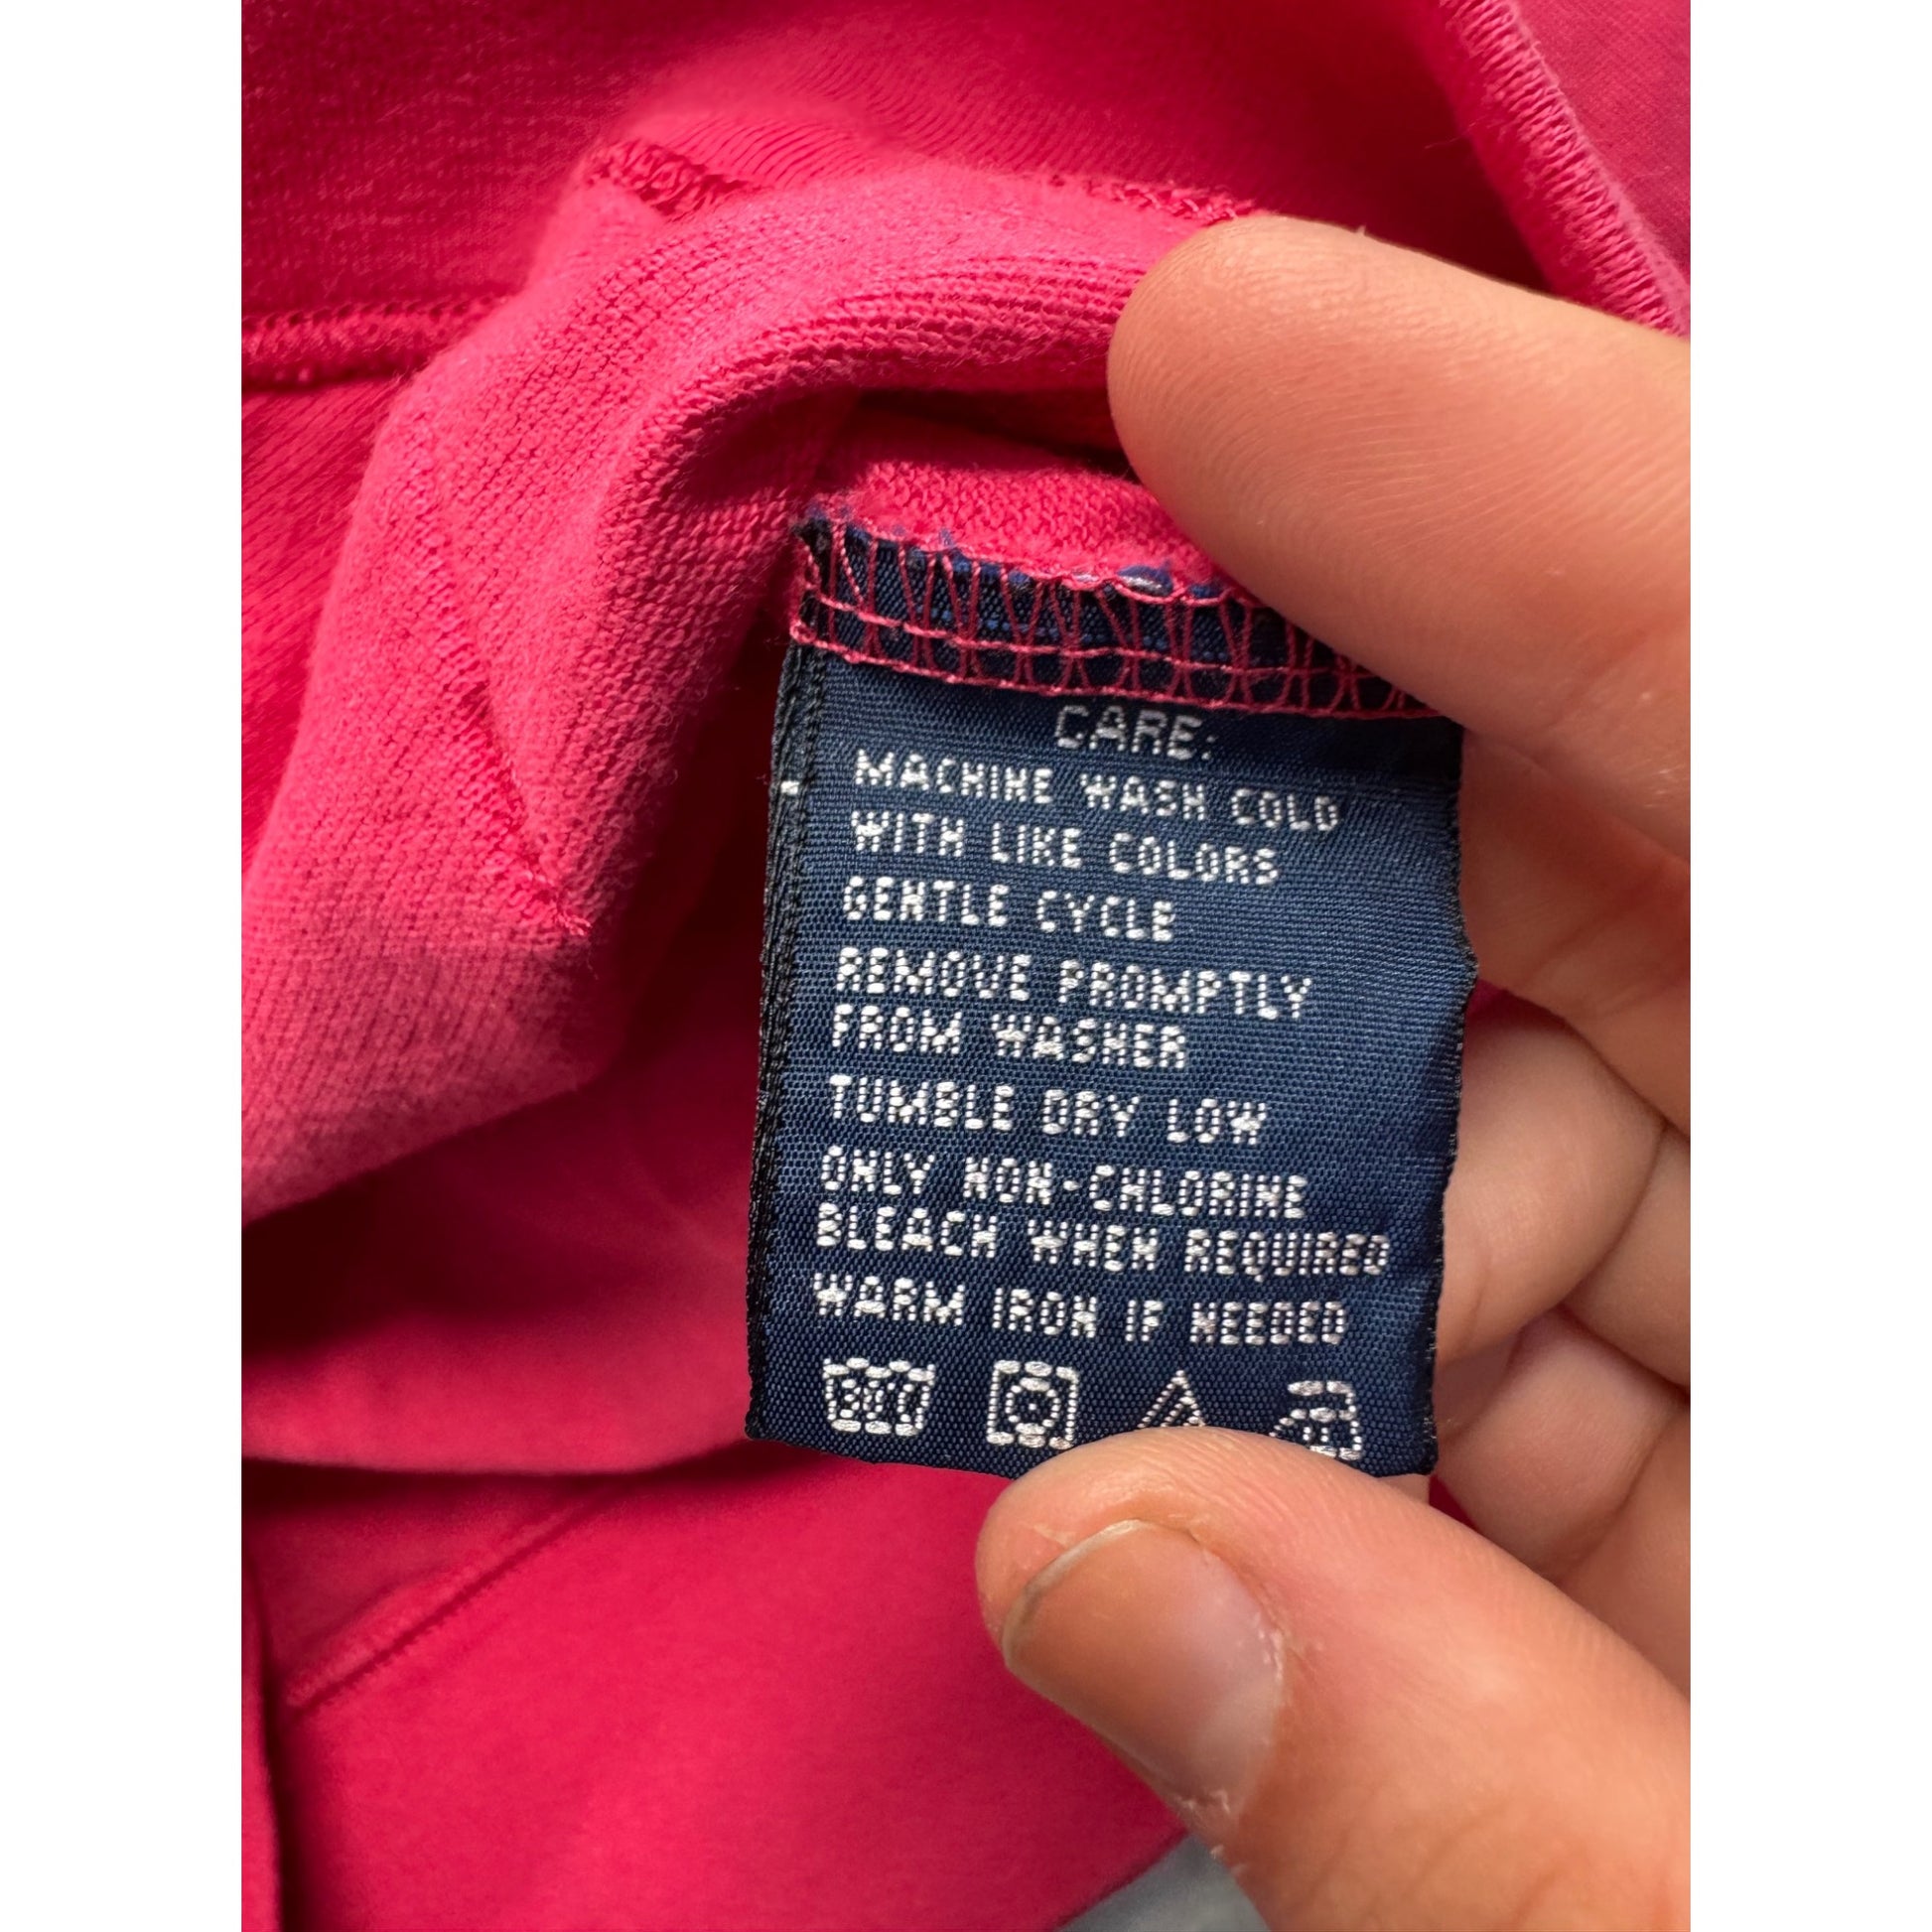 CARE:
MACHINE WASH COLD
WITH LIKE COLORS
GENTLE CYCLE
REMOVE PROMPTLY
FROM WASHER
TUMBLE DRY LOW
ONLY NON-CHLORINE
BLEACH WHEN REQUIRED
WARM IRON IF NEEDED